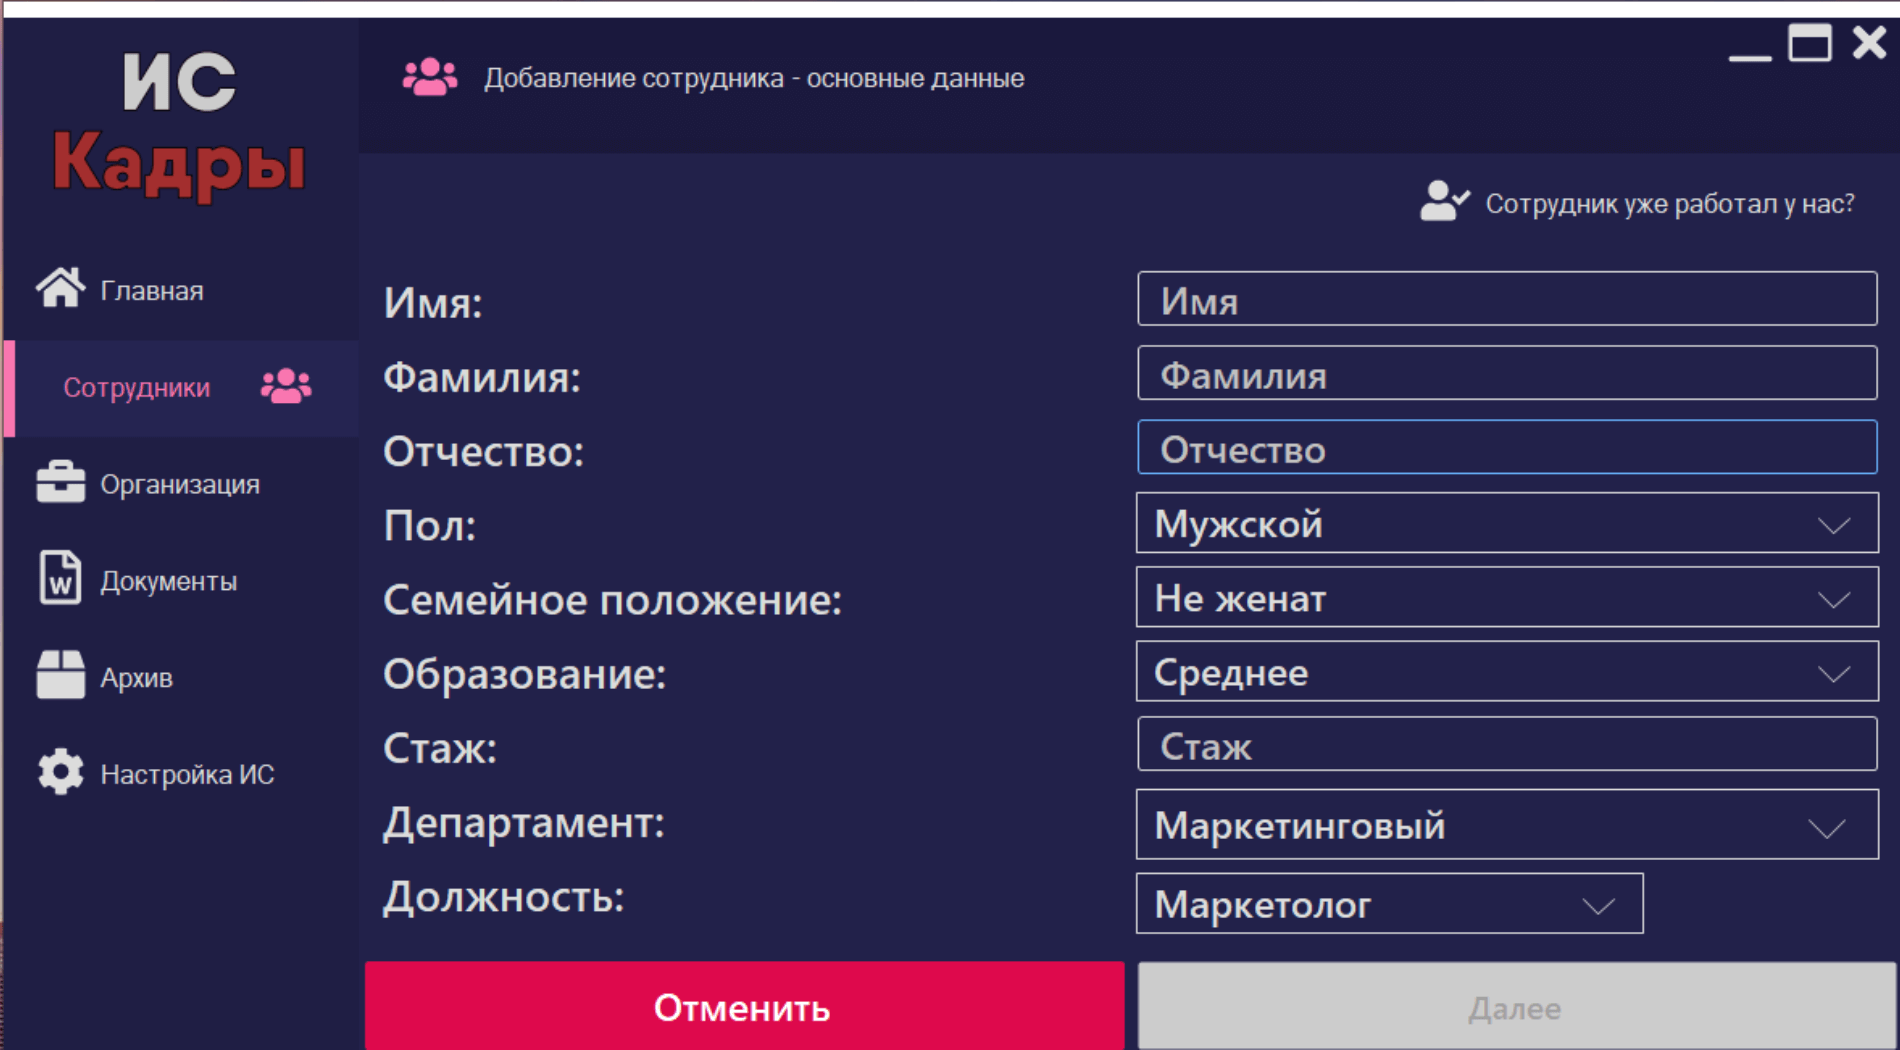 ИС
Кадры
Главная
Сотрудники
Организация
W
Документы
Архив
Настройка ИС
Добавление сотрудника - основные данные
Сотрудник уже работал у нас?
Имя:
Имя
Фамилия:
Фамилия
Отчество:
Отчество
Пол:
Мужской
Семейное положение:
Не женат
Образование:
Среднее
Стаж:
Стаж
Департамент:
Маркетинговый
Должность:
Маркетолог
Отменить
Далее